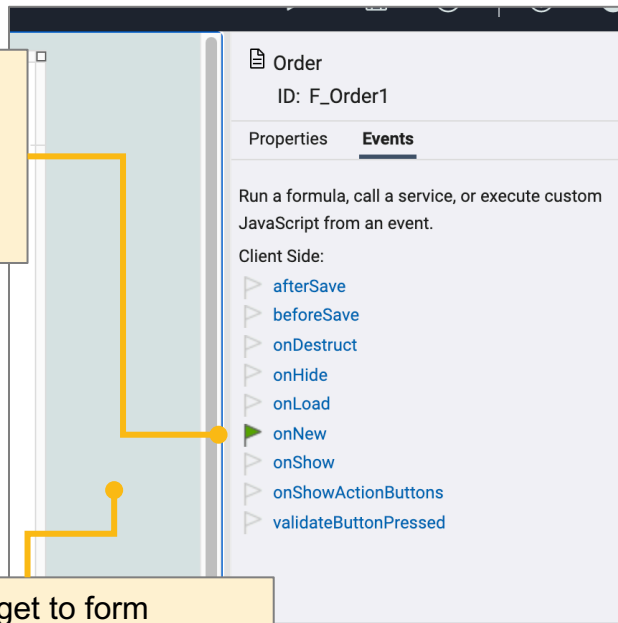 Order
ID: F_Order1
Properties Events
Run a formula, call a service, or execute custom
JavaScript from an event.
Client Side:
afterSave
beforeSave
onDestruct
onHide
onLoad
onNew
onShow
onShowActionButtons
validateButtonPressed
get to form